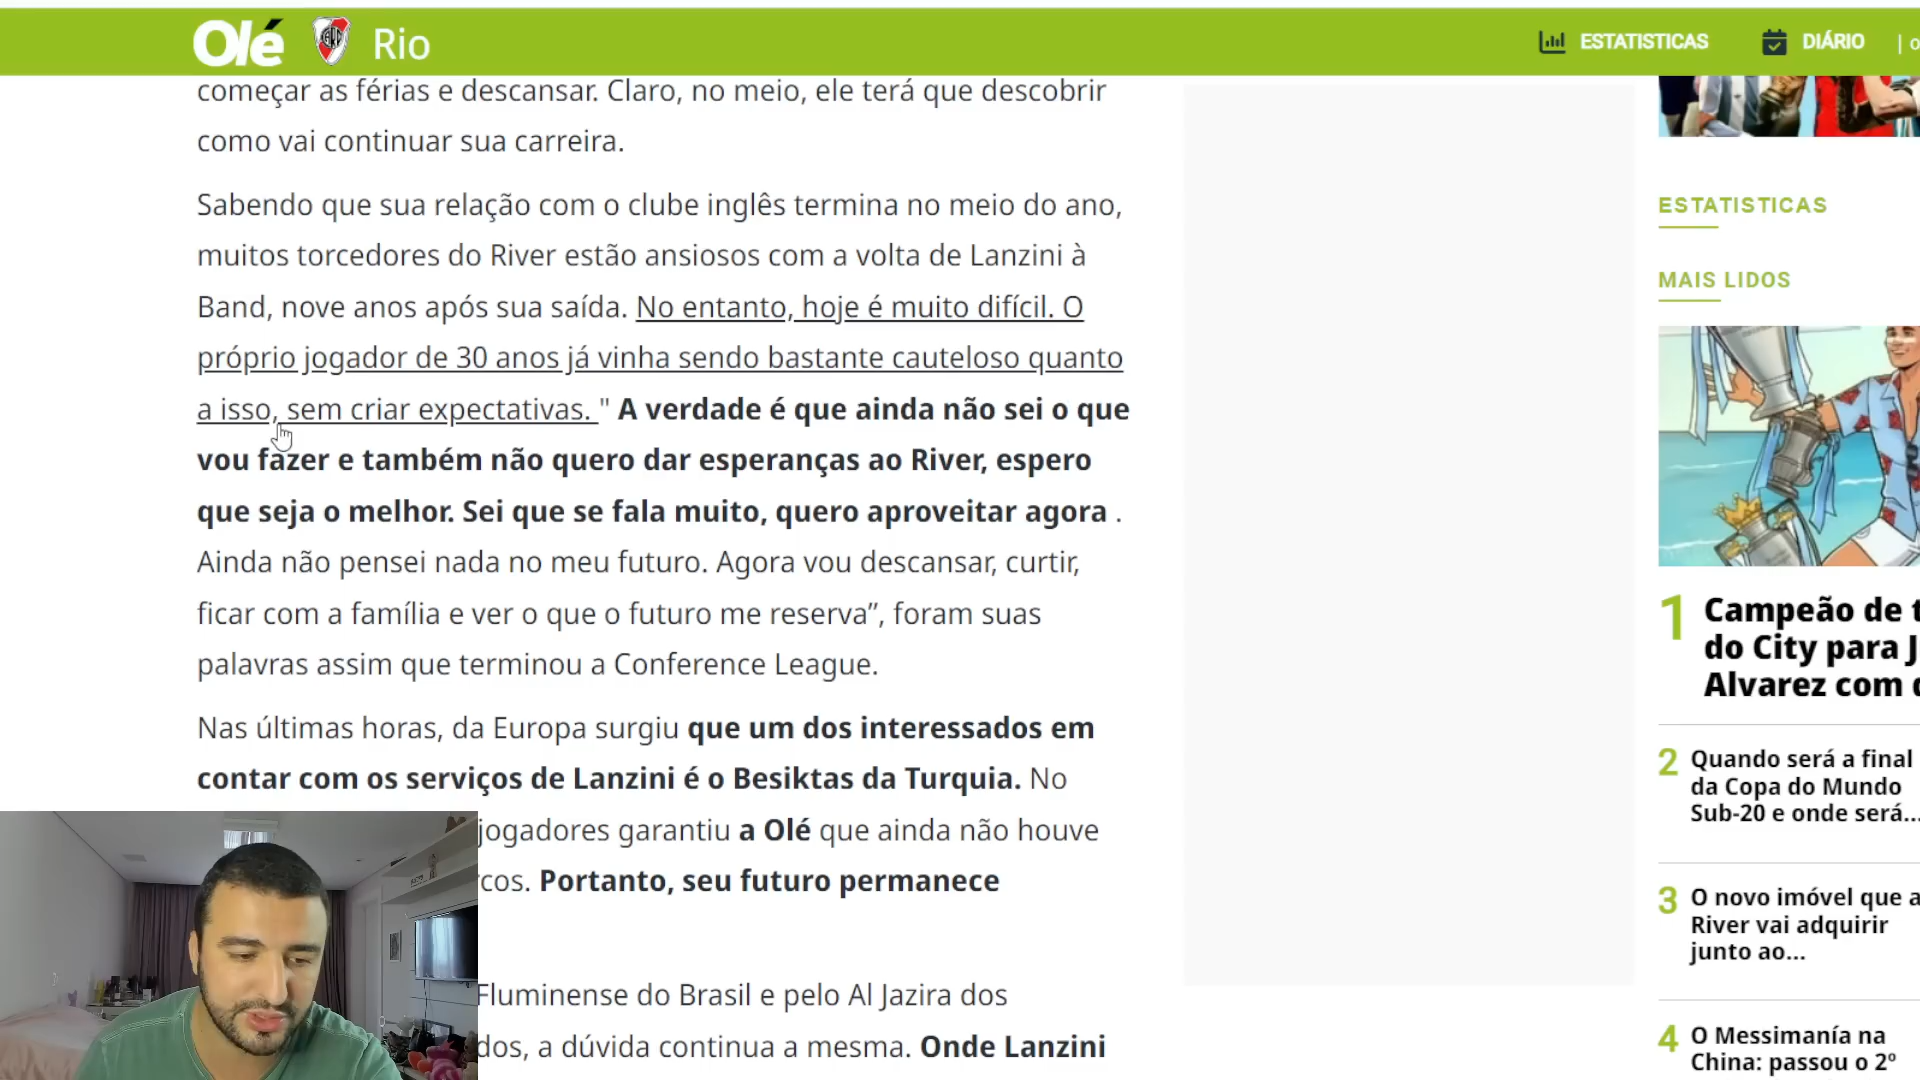 Olé Rio
ESTATISTICAS DIÁRIO |
começar as férias e descansar. Claro, no meio, ele terá que descobrir
como vai continuar sua carreira.
Sabendo que sua relação com o clube inglês termina no meio do ano,
muitos torcedores do River estão ansiosos com a volta de Lanzini à
Band, nove anos após sua saída. No entanto, hoje é muito difícil. O
próprio jogador de 30 anos já vinha sendo bastante cauteloso quanto
a isso, sem criar expectativas. " A verdade é que ainda não sei o que
vou fazer e também não quero dar esperanças ao River, espero
que seja o melhor. Sei que se fala muito, quero aproveitar agora .
Ainda não pensei nada no meu futuro. Agora vou descansar, curtir,
ficar com a família e ver o que o futuro me reserva”, foram suas
palavras assim que terminou a Conference League.
Nas últimas horas, da Europa surgiu que um dos interessados em
contar com os serviços de Lanzini é o Besiktas da Turquia. No
jogadores garantiu a Olé que ainda não houve
cos. Portanto, seu futuro permanece
Fluminense do Brasil e pelo Al Jazira dos
dos, a dúvida continua a mesma. Onde Lanzini
ESTATISTICAS
MAIS LIDOS
1 Campeão de t
do City para J
Alvarez com
2 Quando será a final
da Copa do Mundo
Sub-20 e onde será...
3 O novo imóvel que a
River vai adquirir
junto ao...
4 O Messimanía na
China: passou o 2º